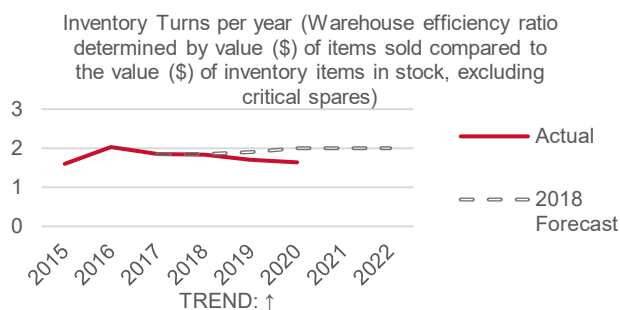 Inventory Turns per year (Warehouse efficiency ratio
determined by value ($) of items sold compared to
the value ($) of inventory items in stock, excluding
critical spares)
3
2
1
0
2015
2016
2017
2018
2019
2020
2021
2022
TREND: ↑
Actual
2018
Forecast